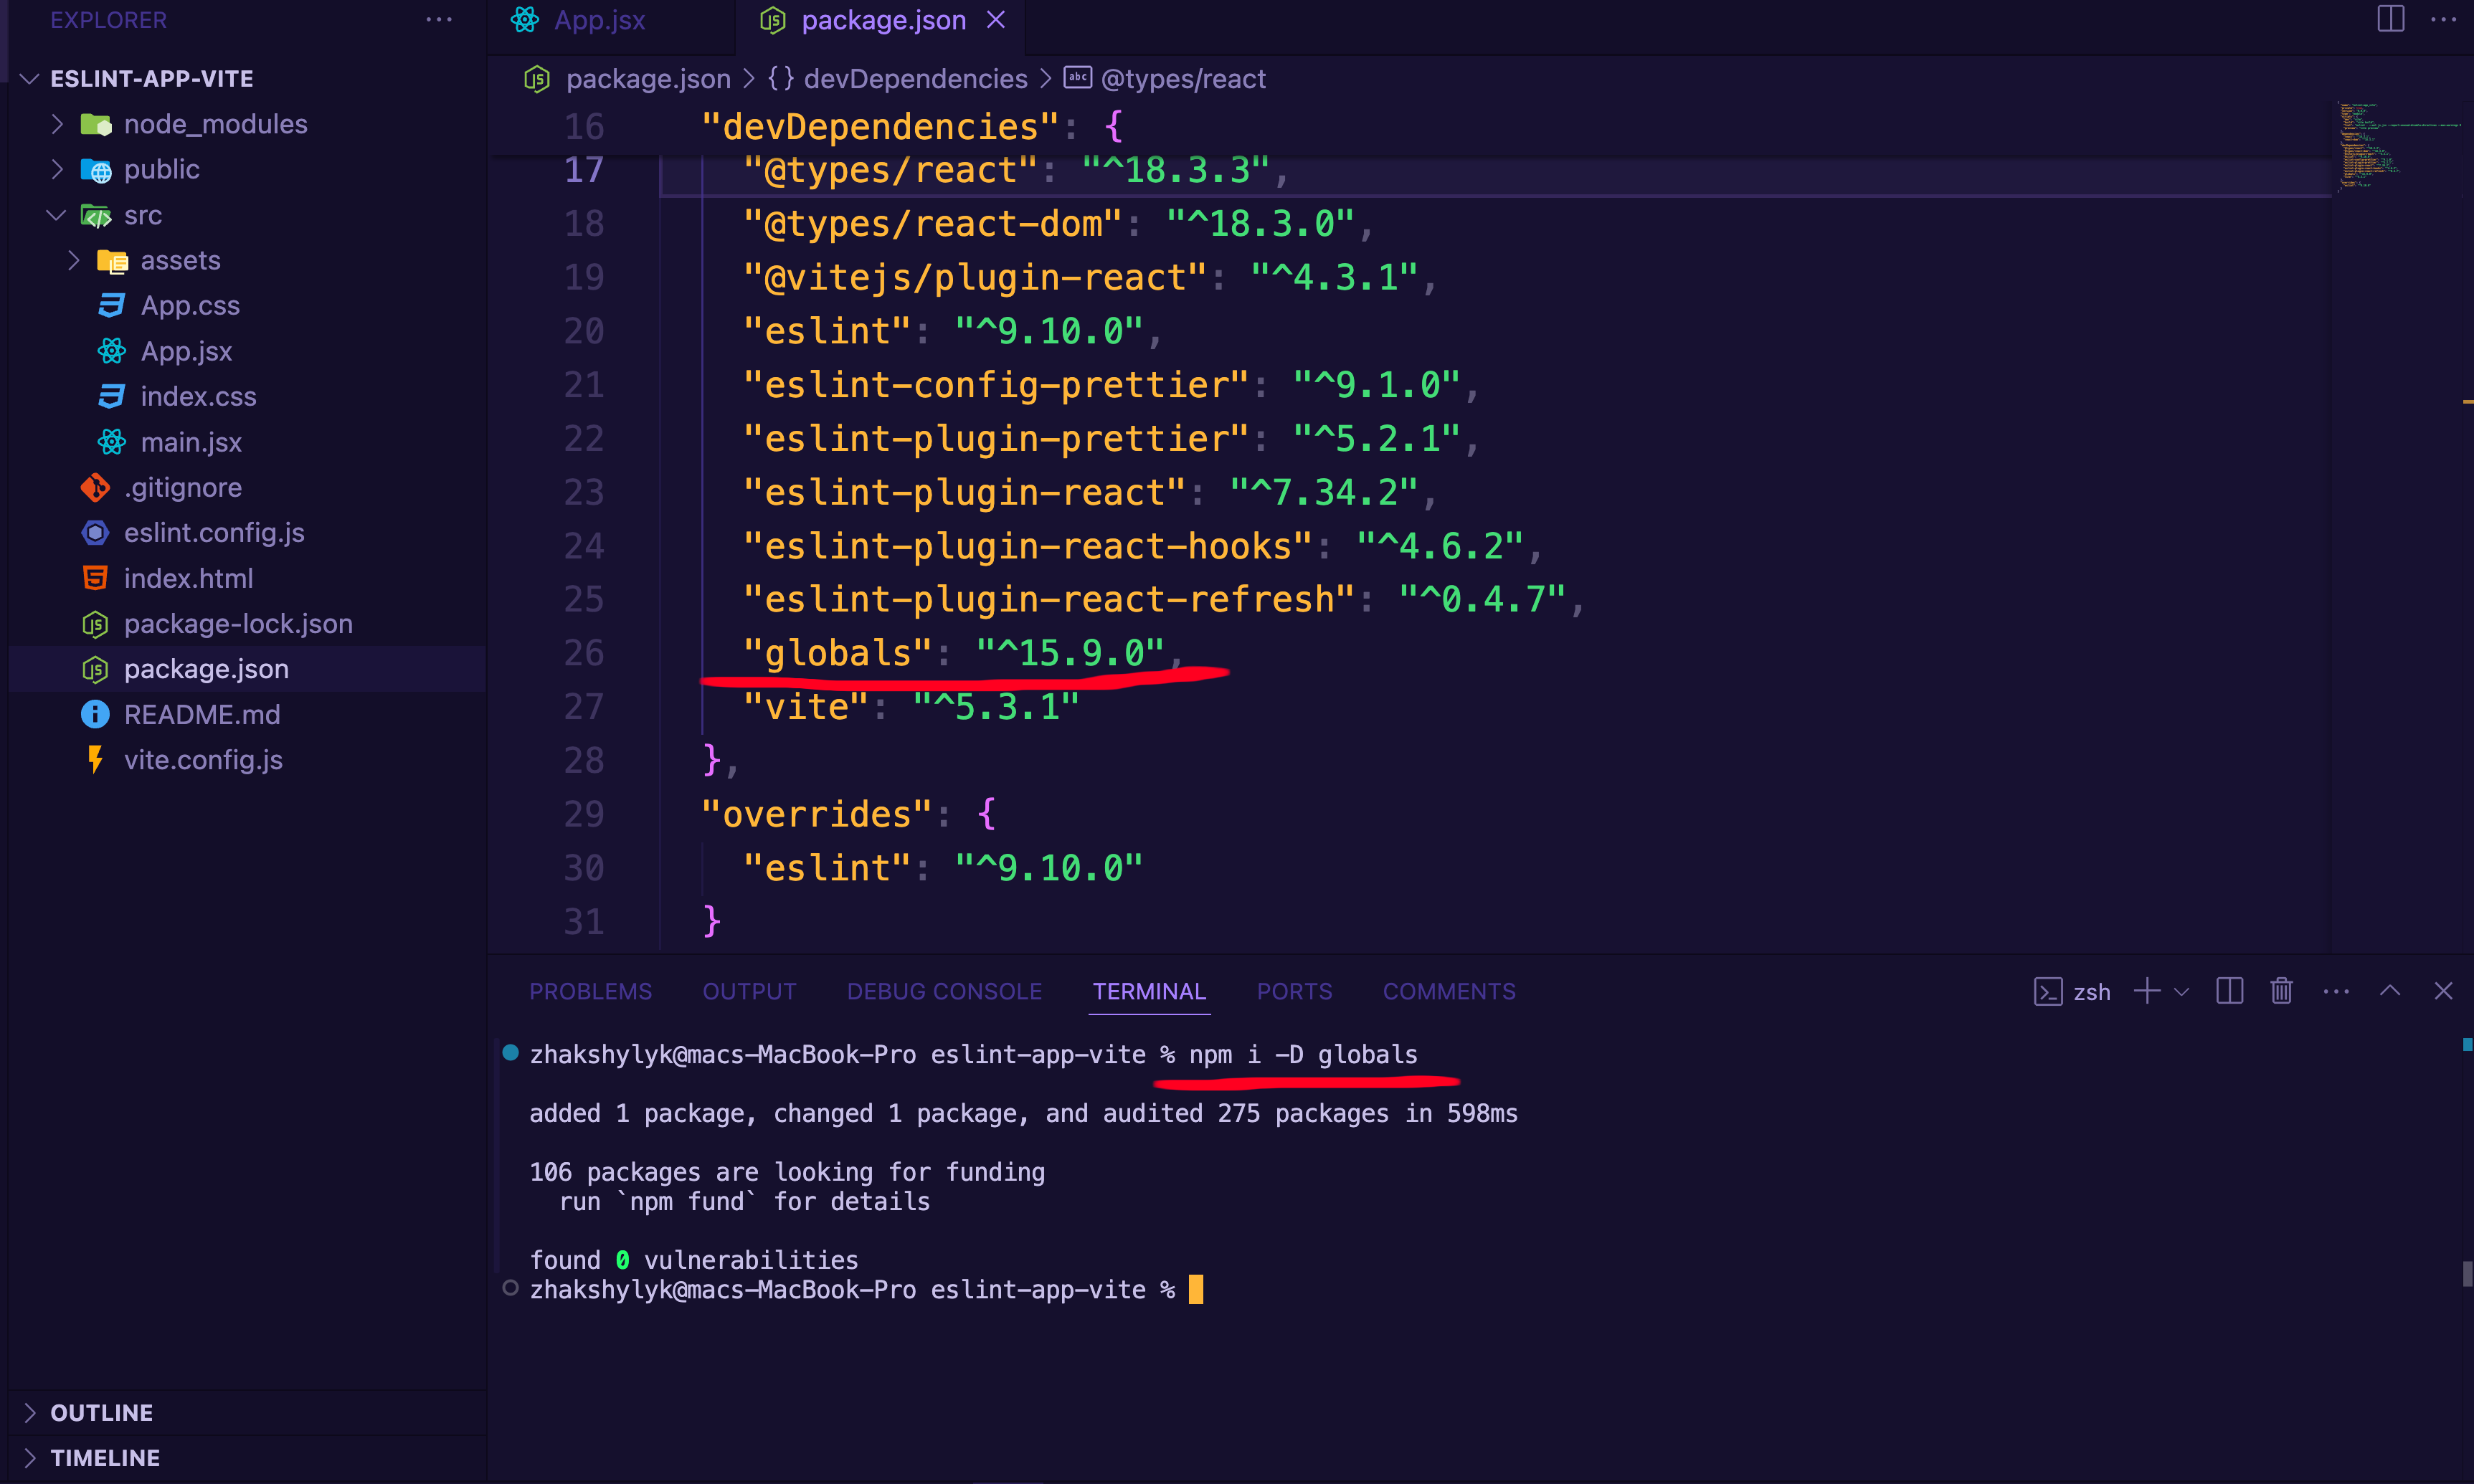 EXPLORER
ESLINT-APP-VITE
node_modules
public
src
assets
App.css
App.jsx
index.css
main.jsx
.gitignore
eslint.config.js
index.html
package-lock.json
package.json
README.md
vite.config.js
OUTLINE
TIMELINE
App.jsx
package.json
package.json > {} devDependencies > abc @types/react
16 "devDependencies": {
17 "@types/react": "^18.3.3",
18 "@types/react-dom": "^18.3.0",
19 "@vitejs/plugin-react": "^4.3.1",
20 "eslint": "^9.10.0",
21 "eslint-config-prettier": "^9.1.0",
22 "eslint-plugin-prettier": "^5.2.1",
23 "eslint-plugin-react": "^7.34.2",
24 "eslint-plugin-react-hooks": "^4.6.2",
25 "eslint-plugin-react-refresh": "^0.4.7",
26 "globals": "^15.9.0",
27 "vite": "^5.3.1"
28 },
29 "overrides": {
30 "eslint": "^9.10.0"
31 }
PROBLEMS OUTPUT DEBUG CONSOLE TERMINAL PORTS COMMENTS zsh
zhakshylyk@macs-MacBook-Pro eslint-app-vite % npm i -D globals
added 1 package, changed 1 package, and audited 275 packages in 598ms
106 packages are looking for funding
run `npm fund` for details
found 0 vulnerabilities
zhakshylyk@macs-MacBook-Pro eslint-app-vite %